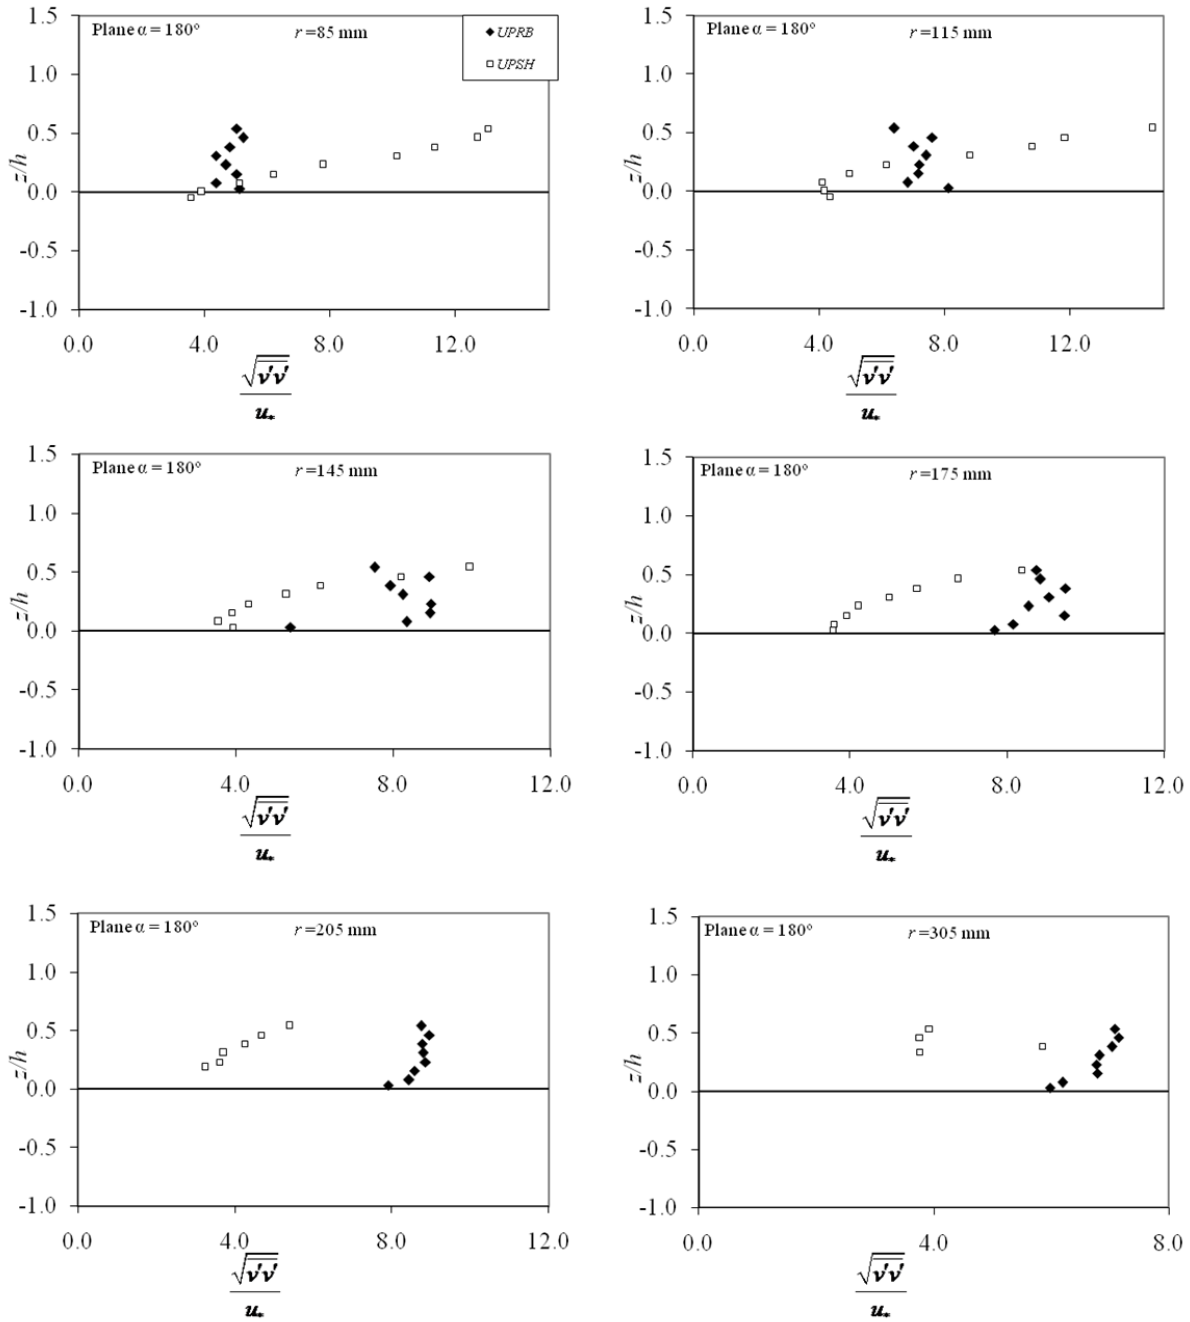 Plane α = 180°
r =85 mm
UPRB
UPSH
1.5
1.0
0.5
0.0
-0.5
-1.0
z/h
0.0 4.0 8.0 12.0
√v'v'
u*
Plane α = 180°
r =115 mm
1.5
1.0
0.5
0.0
-0.5
-1.0
z/h
0.0 4.0 8.0 12.0
√v'v'
u*
Plane α = 180°
r =145 mm
1.5
1.0
0.5
0.0
-0.5
-1.0
z/h
0.0 4.0 8.0 12.0
√v'v'
u*
Plane α = 180°
r =175 mm
1.5
1.0
0.5
0.0
-0.5
-1.0
z/h
0.0 4.0 8.0 12.0
√v'v'
u*
Plane α = 180°
r =205 mm
1.5
1.0
0.5
0.0
-0.5
-1.0
z/h
0.0 4.0 8.0 12.0
√v'v'
u*
Plane α = 180°
r =305 mm
1.5
1.0
0.5
0.0
-0.5
-1.0
z/h
0.0 4.0 8.0
√v'v'
u*